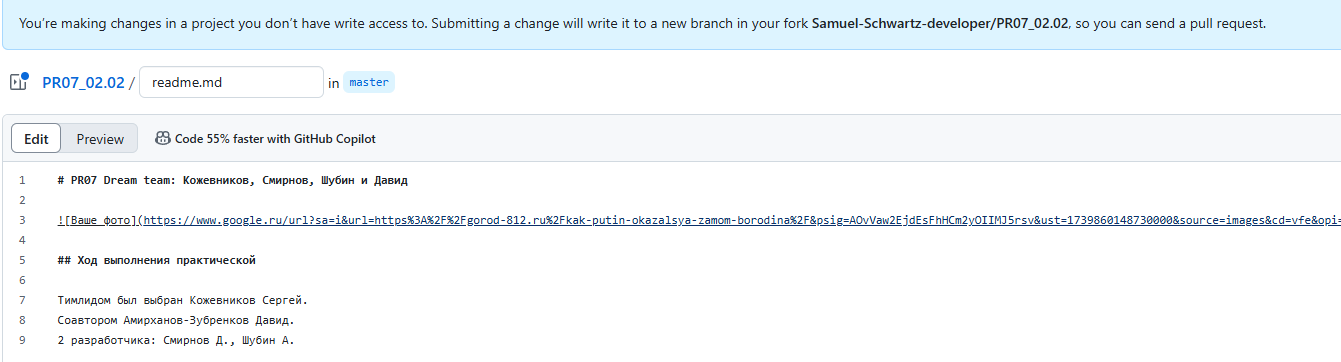 You're making changes in a project you don't have write access to. Submitting a change will write it to a new branch in your fork Samuel-Schwartz-developer/PR07_02.02, so you can send a pull request.
PR07_02.02 / readme.md in master
Edit Preview Code 55% faster with GitHub Copilot
1 # PR07 Dream team: Кожевников, Смирнов, Шубин и Давид
2
3 ![Ваше фото](https://www.google.ru/url?sa=i&url=https%3A%2F%2Fgorod-812.ru%2Fkak-putin-okazalsya-zamom-borodina%2F&psig=AOvVaw2EjdEsFhHCm2yOIIMJ5rsv&ust=1739860148730000&source=images&cd=vfe&opi=
4
5 ## Ход выполнения практической
6
7 Тимлидом был выбран Кожевников Сергей.
8 Соавтором Амирханов-Зубренков Давид.
9 2 разработчика: Смирнов Д., Шубин А.